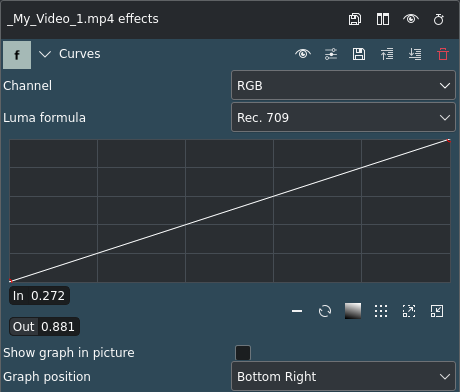 _My_Video_1.mp4 effects
f Curves
Channel RGB
Luma formula Rec. 709
In 0.272
Out 0.881
Show graph in picture
Graph position Bottom Right